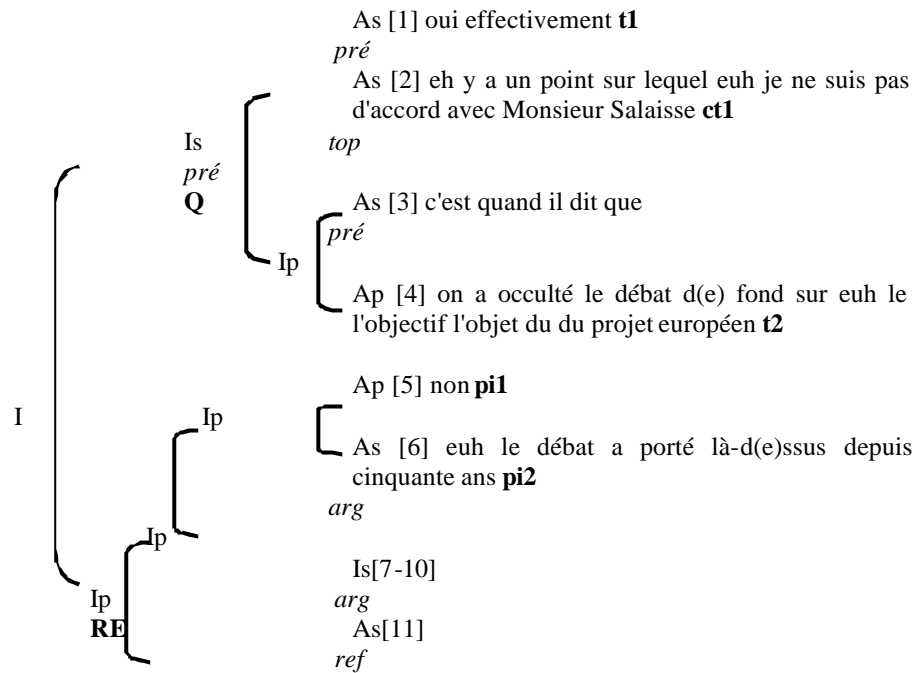 As [1] oui effectivement t1
pré
As [2] eh y a un point sur lequel euh je ne suis pas
d'accord avec Monsieur Salaisse ct1
Is
top
pré
Q
As [3] c'est quand il dit que
pré
Ip
Ap [4] on a occulté le débat d(e) fond sur euh le
l'objectif l'objet du du projet européen t2
Ap [5] non pi1
I
Ip
As [6] euh le débat a porté là-d(e)ssus depuis
cinquante ans pi2
arg
Ip
Is[7-10]
Ip
arg
RE
As[11]
ref